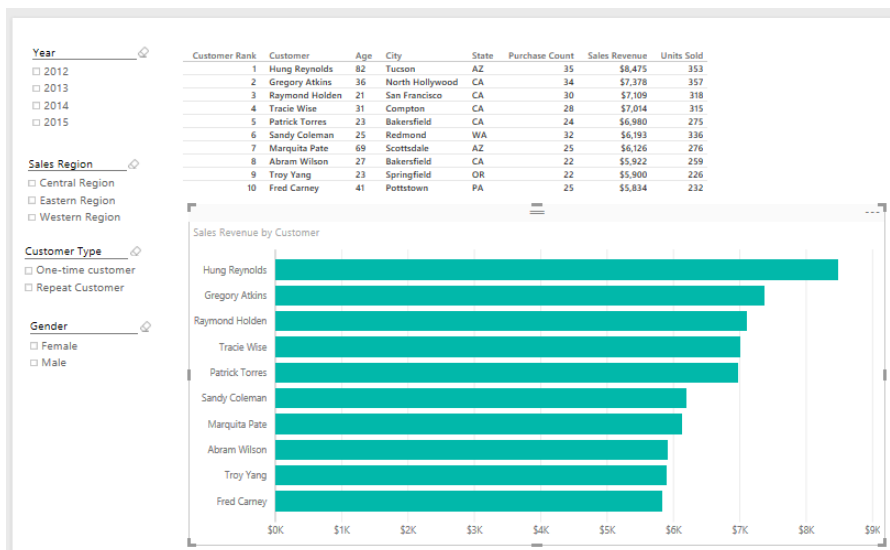 Year
2012
2013
2014
2015
Sales Region
Central Region
Eastern Region
Western Region
Customer Type
One-time customer
Repeat Customer
Gender
Female
Male
Customer Rank Customer Age City State Purchase Count Sales Revenue Units Sold
1 Hung Reynolds 82 Tucson AZ 35 $8,475 353
2 Gregory Atkins 36 North Hollywood CA 34 $7,378 357
3 Raymond Holden 21 San Francisco CA 30 $7,109 318
4 Tracie Wise 31 Compton CA 28 $7,014 315
5 Patrick Torres 23 Bakersfield CA 24 $6,980 275
6 Sandy Coleman 25 Redmond WA 32 $6,193 336
7 Marquita Pate 69 Scottsdale AZ 25 $6,126 276
8 Abram Wilson 27 Bakersfield CA 22 $5,922 259
9 Troy Yang 23 Springfield OR 22 $5,900 226
10 Fred Carney 41 Pottstown PA 25 $5,834 232
Sales Revenue by Customer
Hung Reynolds
Gregory Atkins
Raymond Holden
Tracie Wise
Patrick Torres
Sandy Coleman
Marquita Pate
Abram Wilson
Troy Yang
Fred Carney
$0K $1K $2K $3K $4K $5K $6K $7K $8K $9K